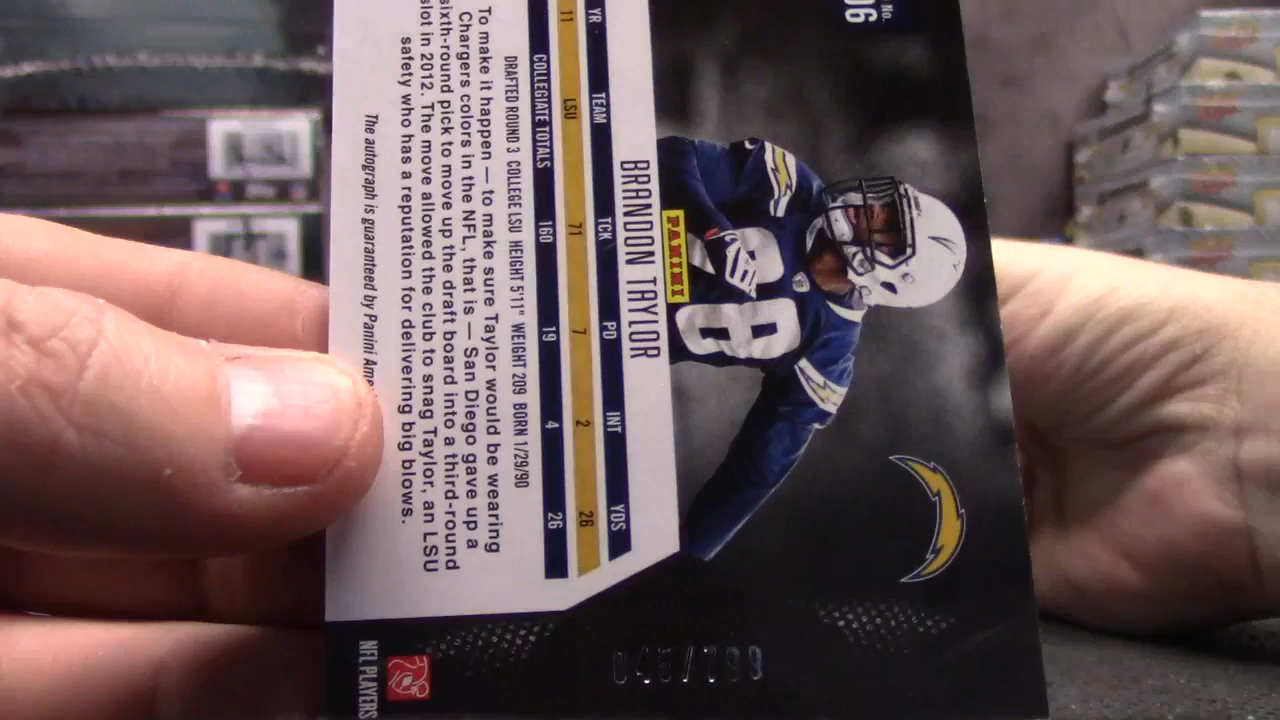 No.
06
PANINI
BRANDON TAYLOR
YR TEAM TCK PD INT YDS
11 LSU 71 7 2 26
COLLEGIATE TOTALS 160 19 4 26
DRAFTED ROUND 3 COLLEGE LSU HEIGHT 5'11" WEIGHT 209 BORN 1/29/90
To make it happen — to make sure Taylor would be wearing
Chargers colors in the NFL, that is — San Diego gave up a
sixth-round pick to move up the draft board into a third-round
slot in 2012. The move allowed the club to snag Taylor, an LSU
safety who has a reputation for delivering big blows.
The autograph is guaranteed by Panini Ame
NFL PLAYERS